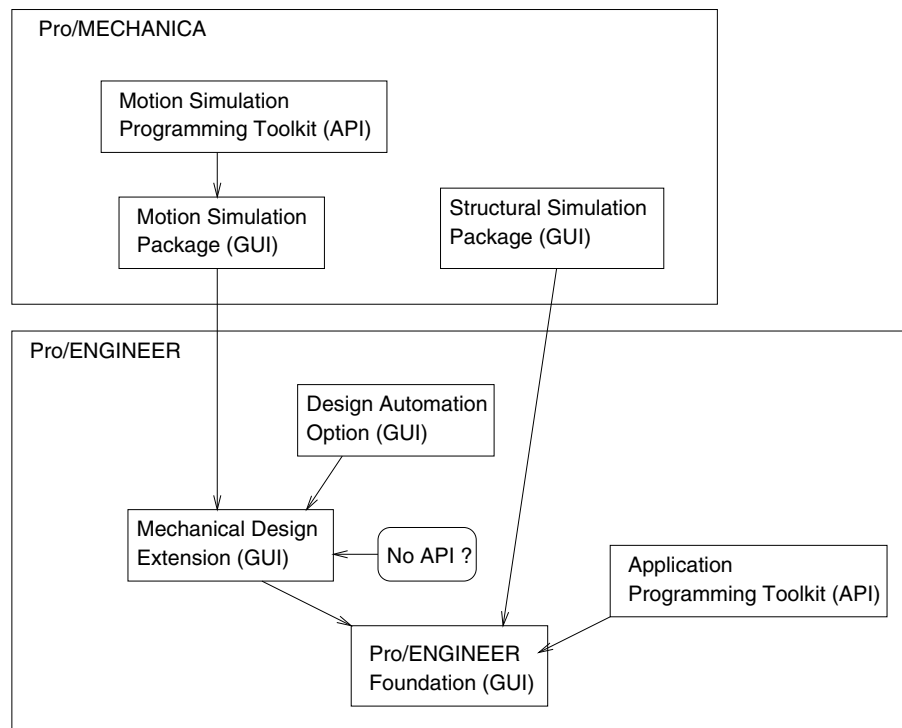 Pro/MECHANICA
Motion Simulation
Programming Toolkit (API)
Motion Simulation
Package (GUI)
Structural Simulation
Package (GUI)
Pro/ENGINEER
Design Automation
Option (GUI)
Mechanical Design
Extension (GUI)
No API ?
Application
Programming Toolkit (API)
Pro/ENGINEER
Foundation (GUI)